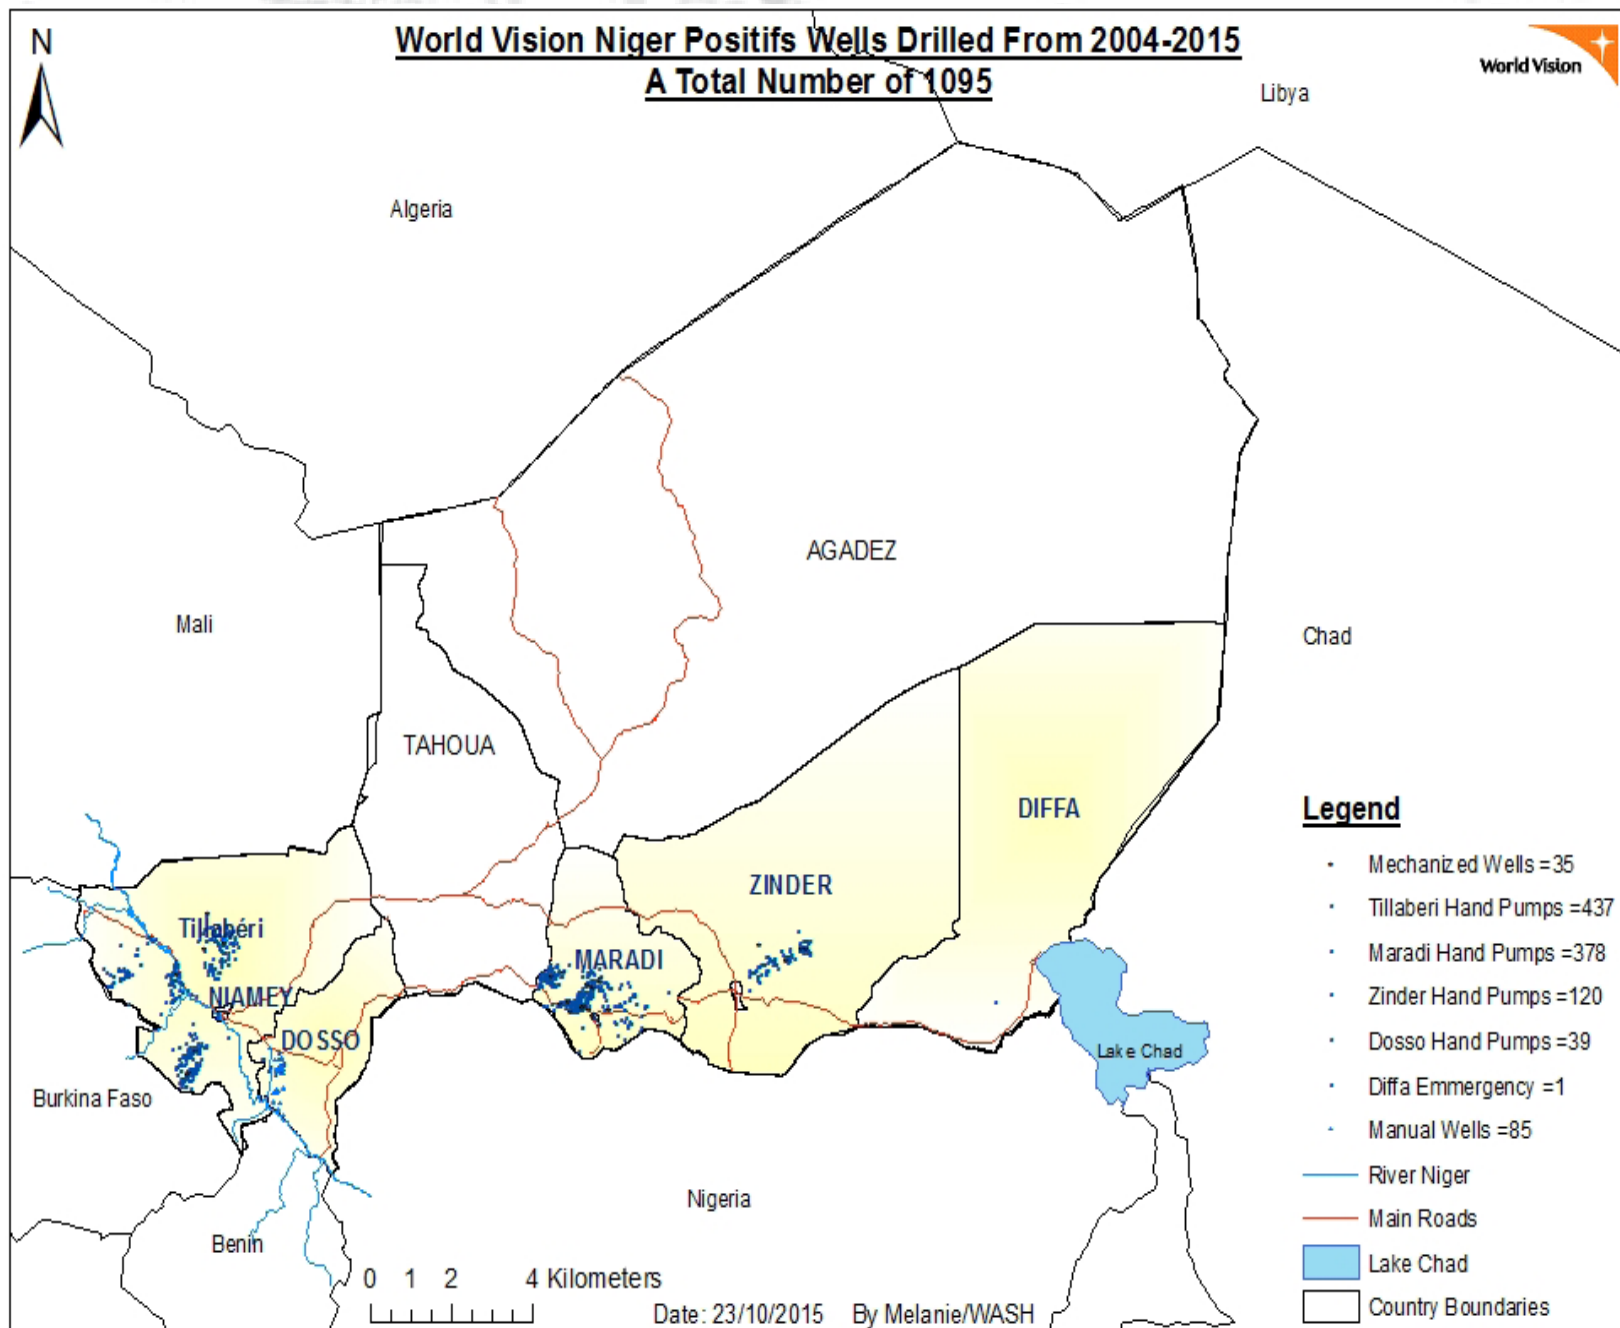 World Vision Niger Positifs Wells Drilled From 2004-2015
A Total Number of 1095
N
World Vision
Libya
Algeria
AGADEZ
Mali
Chad
TAHOUA
DIFFA
ZINDER
Tillabéri
MARADI
NIAMEY
DOSSO
Lake Chad
Burkina Faso
Nigeria
Benin
Legend
Mechanized Wells =35
Tillaberi Hand Pumps =437
Maradi Hand Pumps =378
Zinder Hand Pumps =120
Dosso Hand Pumps =39
Diffa Emmergency =1
Manual Wells =85
River Niger
Main Roads
Lake Chad
Country Boundaries
0 1 2 4 Kilometers
Date: 23/10/2015 By Melanie/WASH